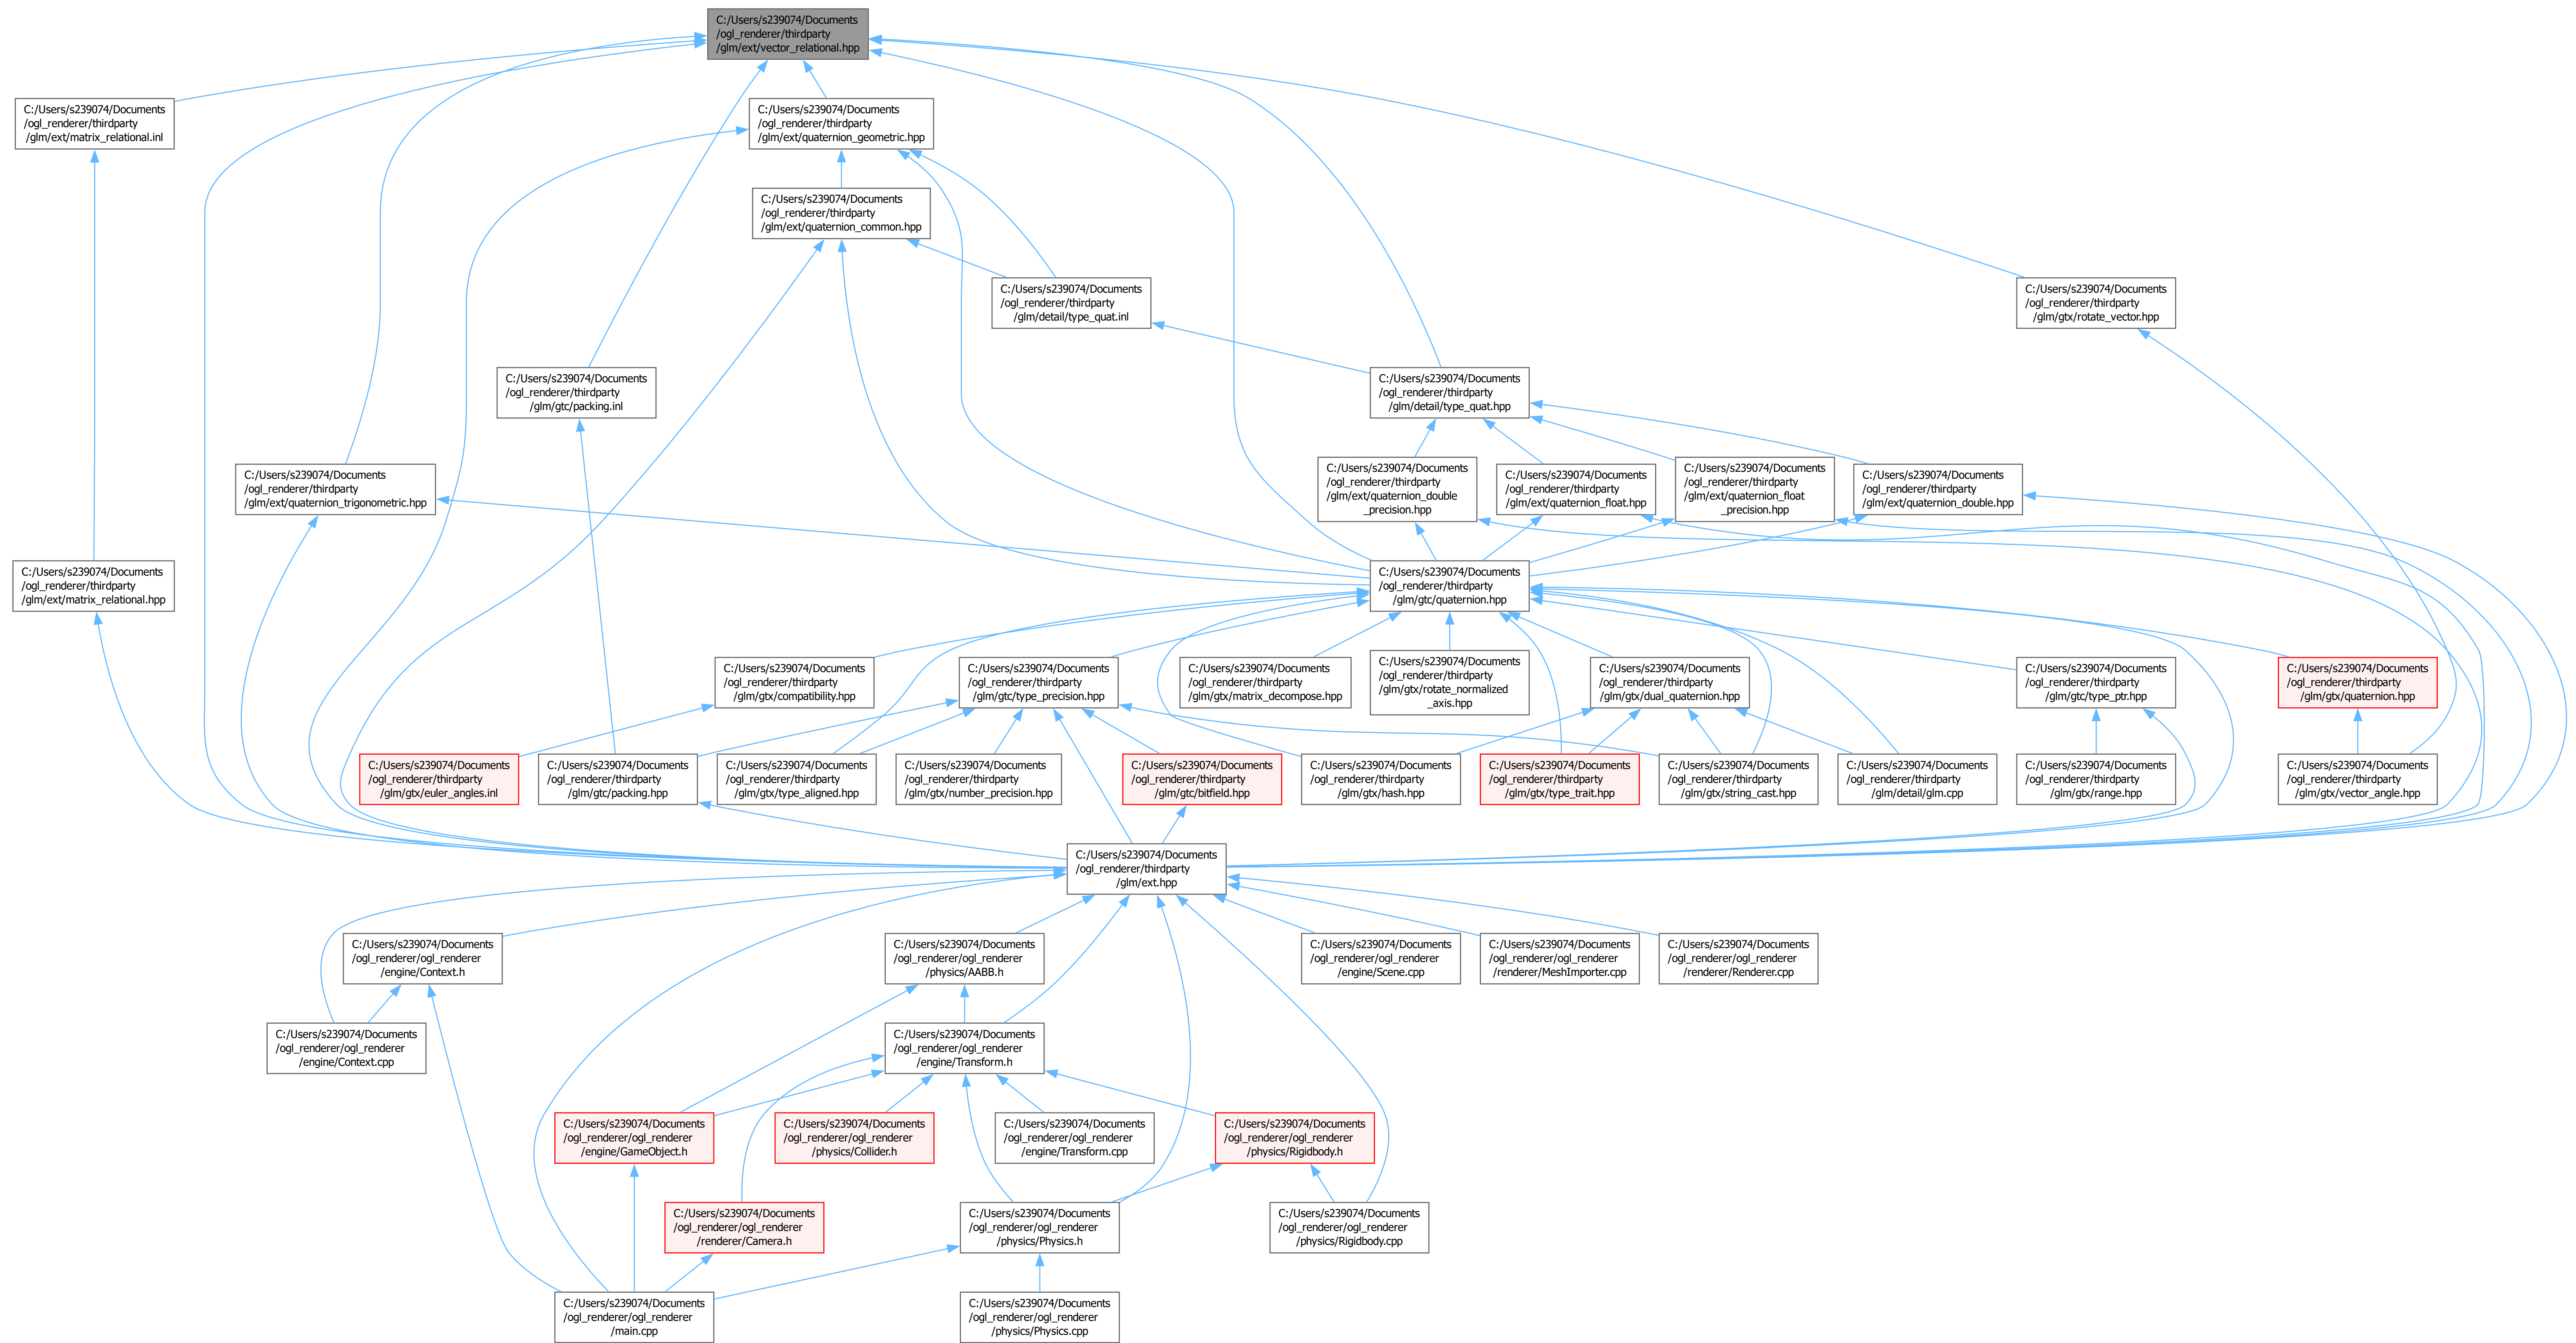 C:/Users/s239074/Documents
/ogl_renderer/thirdparty
/glm/ext/vector_relational.hpp
C:/Users/s239074/Documents
/ogl_renderer/thirdparty
/glm/ext/matrix_relational.inl
C:/Users/s239074/Documents
/ogl_renderer/thirdparty
/glm/ext/quaternion_geometric.hpp
C:/Users/s239074/Documents
/ogl_renderer/thirdparty
/glm/ext/quaternion_common.hpp
C:/Users/s239074/Documents
/ogl_renderer/thirdparty
/glm/detail/type_quat.inl
C:/Users/s239074/Documents
/ogl_renderer/thirdparty
/glm/gtx/rotate_vector.hpp
C:/Users/s239074/Documents
/ogl_renderer/thirdparty
/glm/gtc/packing.inl
C:/Users/s239074/Documents
/ogl_renderer/thirdparty
/glm/detail/type_quat.hpp
C:/Users/s239074/Documents
/ogl_renderer/thirdparty
/glm/ext/quaternion_trigonometric.hpp
C:/Users/s239074/Documents
/ogl_renderer/thirdparty
/glm/ext/quaternion_double
_precision.hpp
C:/Users/s239074/Documents
/ogl_renderer/thirdparty
/glm/ext/quaternion_float.hpp
C:/Users/s239074/Documents
/ogl_renderer/thirdparty
/glm/ext/quaternion_float
_precision.hpp
C:/Users/s239074/Documents
/ogl_renderer/thirdparty
/glm/ext/quaternion_double.hpp
C:/Users/s239074/Documents
/ogl_renderer/thirdparty
/glm/ext/matrix_relational.hpp
C:/Users/s239074/Documents
/ogl_renderer/thirdparty
/glm/gtc/quaternion.hpp
C:/Users/s239074/Documents
/ogl_renderer/thirdparty
/glm/gtx/compatibility.hpp
C:/Users/s239074/Documents
/ogl_renderer/thirdparty
/glm/gtc/type_precision.hpp
C:/Users/s239074/Documents
/ogl_renderer/thirdparty
/glm/gtx/matrix_decompose.hpp
C:/Users/s239074/Documents
/ogl_renderer/thirdparty
/glm/gtx/rotate_normalized
_axis.hpp
C:/Users/s239074/Documents
/ogl_renderer/thirdparty
/glm/gtx/dual_quaternion.hpp
C:/Users/s239074/Documents
/ogl_renderer/thirdparty
/glm/gtc/type_ptr.hpp
C:/Users/s239074/Documents
/ogl_renderer/thirdparty
/glm/gtx/quaternion.hpp
C:/Users/s239074/Documents
/ogl_renderer/thirdparty
/glm/gtx/euler_angles.inl
C:/Users/s239074/Documents
/ogl_renderer/thirdparty
/glm/gtc/packing.hpp
C:/Users/s239074/Documents
/ogl_renderer/thirdparty
/glm/gtx/type_aligned.hpp
C:/Users/s239074/Documents
/ogl_renderer/thirdparty
/glm/gtx/number_precision.hpp
C:/Users/s239074/Documents
/ogl_renderer/thirdparty
/glm/gtc/bitfield.hpp
C:/Users/s239074/Documents
/ogl_renderer/thirdparty
/glm/gtx/hash.hpp
C:/Users/s239074/Documents
/ogl_renderer/thirdparty
/glm/gtx/type_trait.hpp
C:/Users/s239074/Documents
/ogl_renderer/thirdparty
/glm/gtx/string_cast.hpp
C:/Users/s239074/Documents
/ogl_renderer/thirdparty
/glm/detail/glm.cpp
C:/Users/s239074/Documents
/ogl_renderer/thirdparty
/glm/gtx/range.hpp
C:/Users/s239074/Documents
/ogl_renderer/thirdparty
/glm/gtx/vector_angle.hpp
C:/Users/s239074/Documents
/ogl_renderer/thirdparty
/glm/ext.hpp
C:/Users/s239074/Documents
/ogl_renderer/ogl_renderer
/engine/Context.h
C:/Users/s239074/Documents
/ogl_renderer/ogl_renderer
/physics/AABB.h
C:/Users/s239074/Documents
/ogl_renderer/ogl_renderer
/engine/Scene.cpp
C:/Users/s239074/Documents
/ogl_renderer/ogl_renderer
/renderer/MeshImporter.cpp
C:/Users/s239074/Documents
/ogl_renderer/ogl_renderer
/renderer/Renderer.cpp
C:/Users/s239074/Documents
/ogl_renderer/ogl_renderer
/engine/Context.cpp
C:/Users/s239074/Documents
/ogl_renderer/ogl_renderer
/engine/Transform.h
C:/Users/s239074/Documents
/ogl_renderer/ogl_renderer
/engine/GameObject.h
C:/Users/s239074/Documents
/ogl_renderer/ogl_renderer
/physics/Collider.h
C:/Users/s239074/Documents
/ogl_renderer/ogl_renderer
/engine/Transform.cpp
C:/Users/s239074/Documents
/ogl_renderer/ogl_renderer
/physics/Rigidbody.h
C:/Users/s239074/Documents
/ogl_renderer/ogl_renderer
/renderer/Camera.h
C:/Users/s239074/Documents
/ogl_renderer/ogl_renderer
/physics/Physics.h
C:/Users/s239074/Documents
/ogl_renderer/ogl_renderer
/physics/Rigidbody.cpp
C:/Users/s239074/Documents
/ogl_renderer/ogl_renderer
/main.cpp
C:/Users/s239074/Documents
/ogl_renderer/ogl_renderer
/physics/Physics.cpp